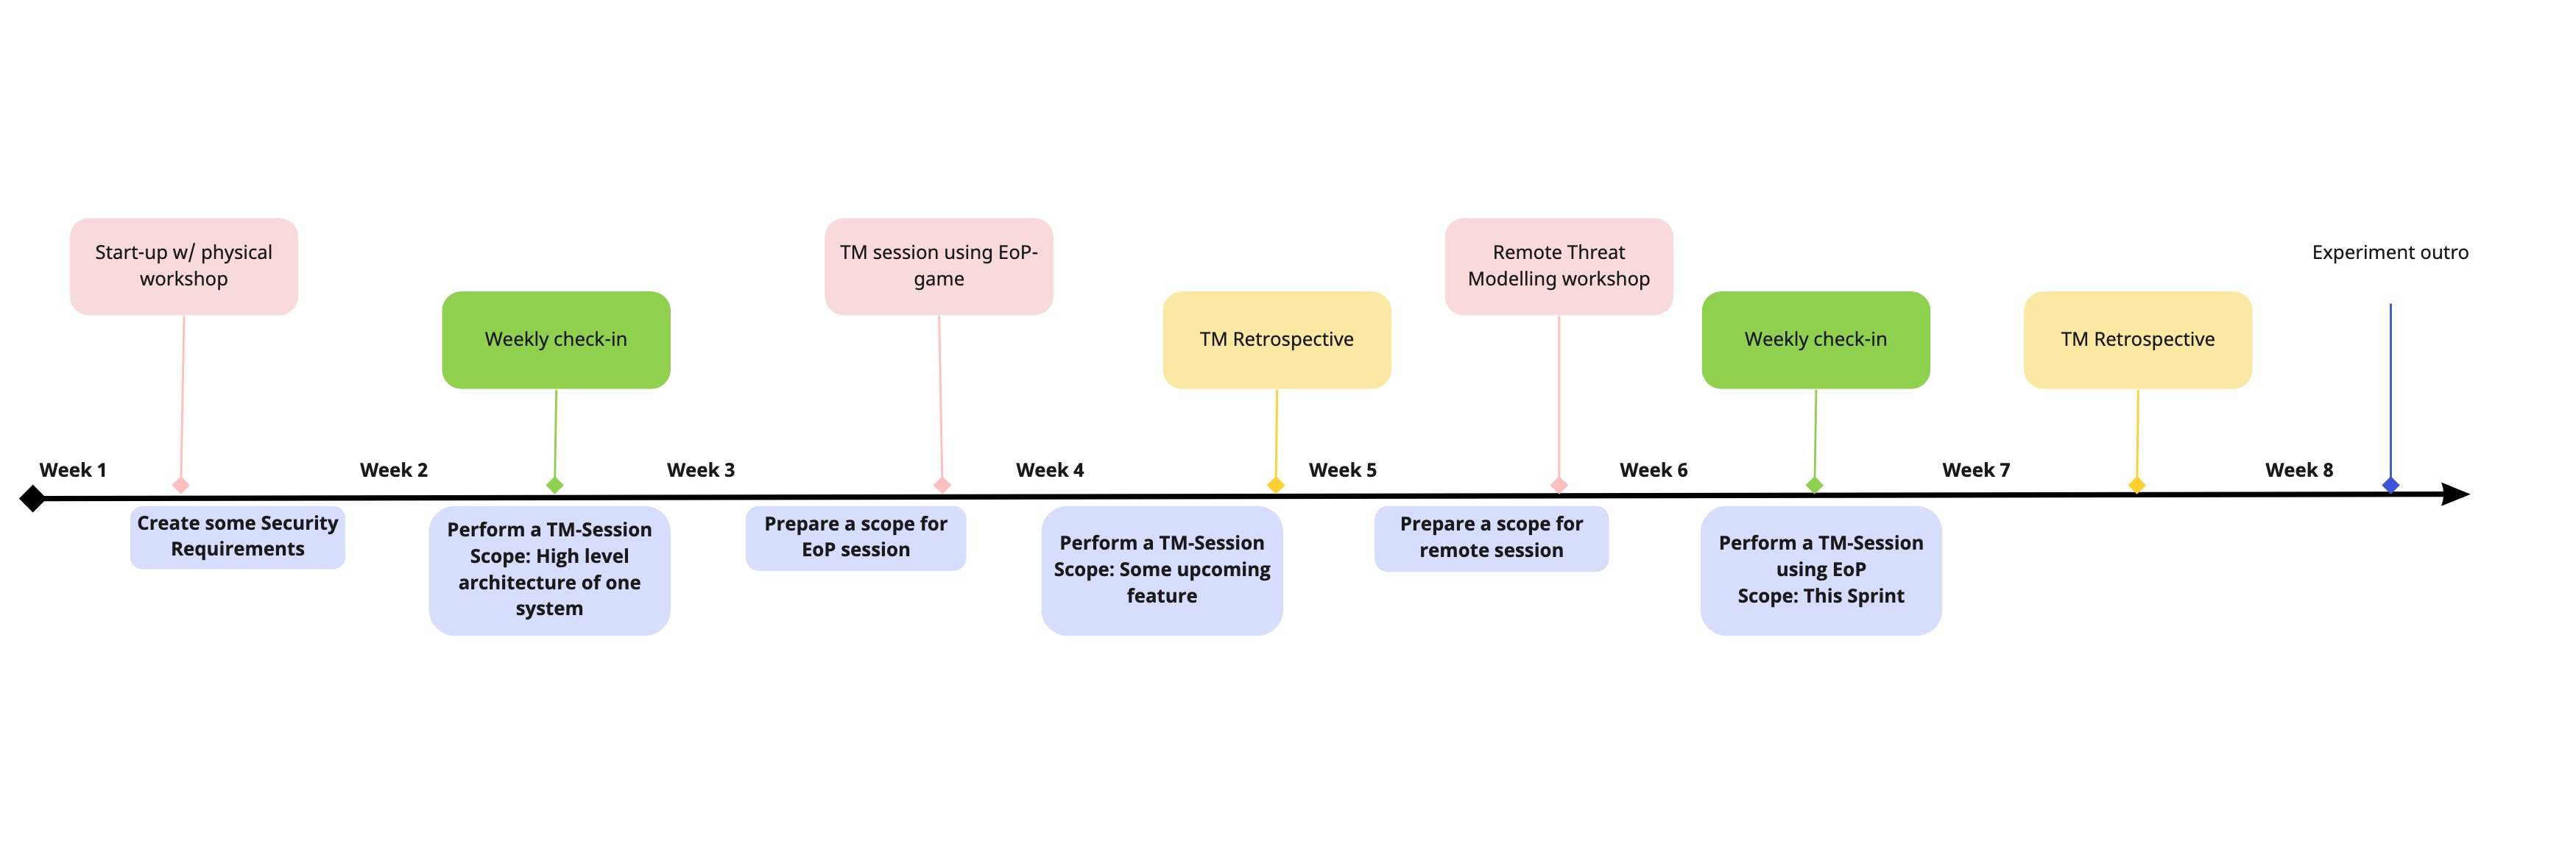 Start-up w/ physical
workshop
TM session using EoP-
game
Remote Threat
Modelling workshop
Experiment outro
Weekly check-in
TM Retrospective
Weekly check-in
TM Retrospective
Week 1
Week 2
Week 3
Week 4
Week 5
Week 6
Week 7
Week 8
Create some Security
Requirements
Perform a TM-Session
Scope: High level
architecture of one
system
Prepare a scope for
EoP session
Perform a TM-Session
Scope: Some upcoming
feature
Prepare a scope for
remote session
Perform a TM-Session
using EoP
Scope: This Sprint